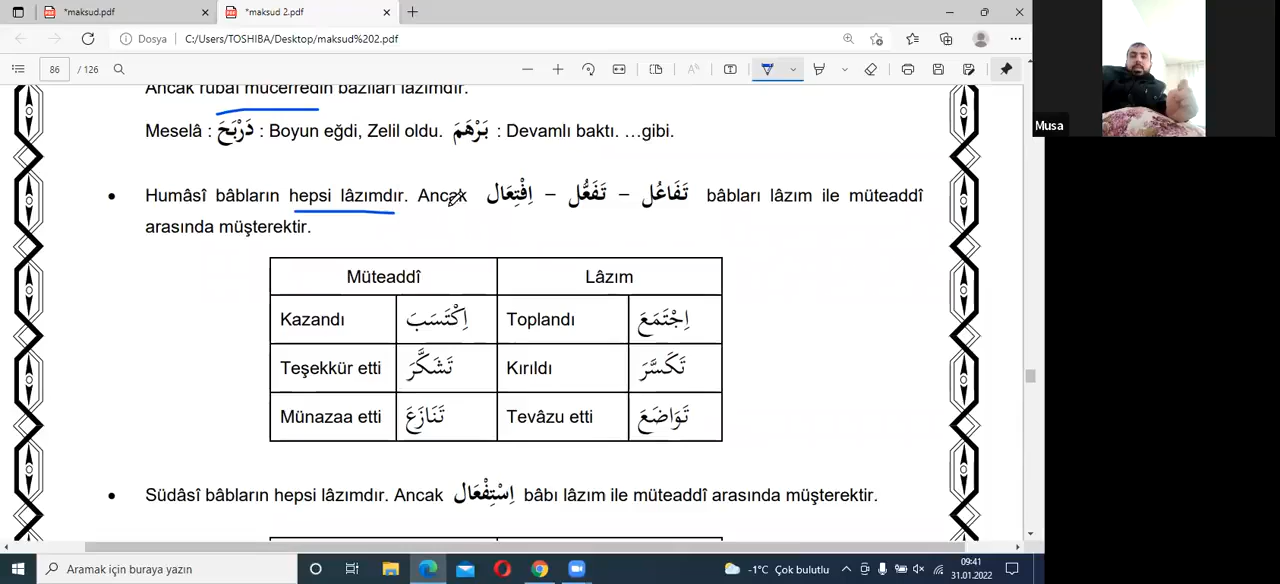 *maksud.pdf
*maksud 2.pdf
Dosya C:/Users/TOSHIBA/Desktop/maksud%202.pdf
86 / 126
Ancak rubaî mücerredin bazıları lâzımdır.
Meselâ : دَرْبَحَ : Boyun eğdi, Zelil oldu. بَرْهَمَ : Devamlı baktı. …gibi.
• Humâsî bâbların hepsi lâzımdır. Ancak اِفْتِعَال – تَفَعُّل – تَفَاعُل bâbları lâzım ile müteaddî
arasında müşterektir.
Müteaddî Lâzım
Kazandı اِكْتَسَبَ Toplandı اِجْتَمَعَ
Teşekkür etti تَشَكَّرَ Kırıldı تَكَسَّرَ
Münazaa etti تَنَازَعَ Tevâzu etti تَوَاضَعَ
• Südâsî bâbların hepsi lâzımdır. Ancak اِسْتِفْعَال bâbı lâzım ile müteaddî arasında müşterektir.
Musa
Aramak için buraya yazın
-1°C Çok bulutlu
09:41
31.01.2022